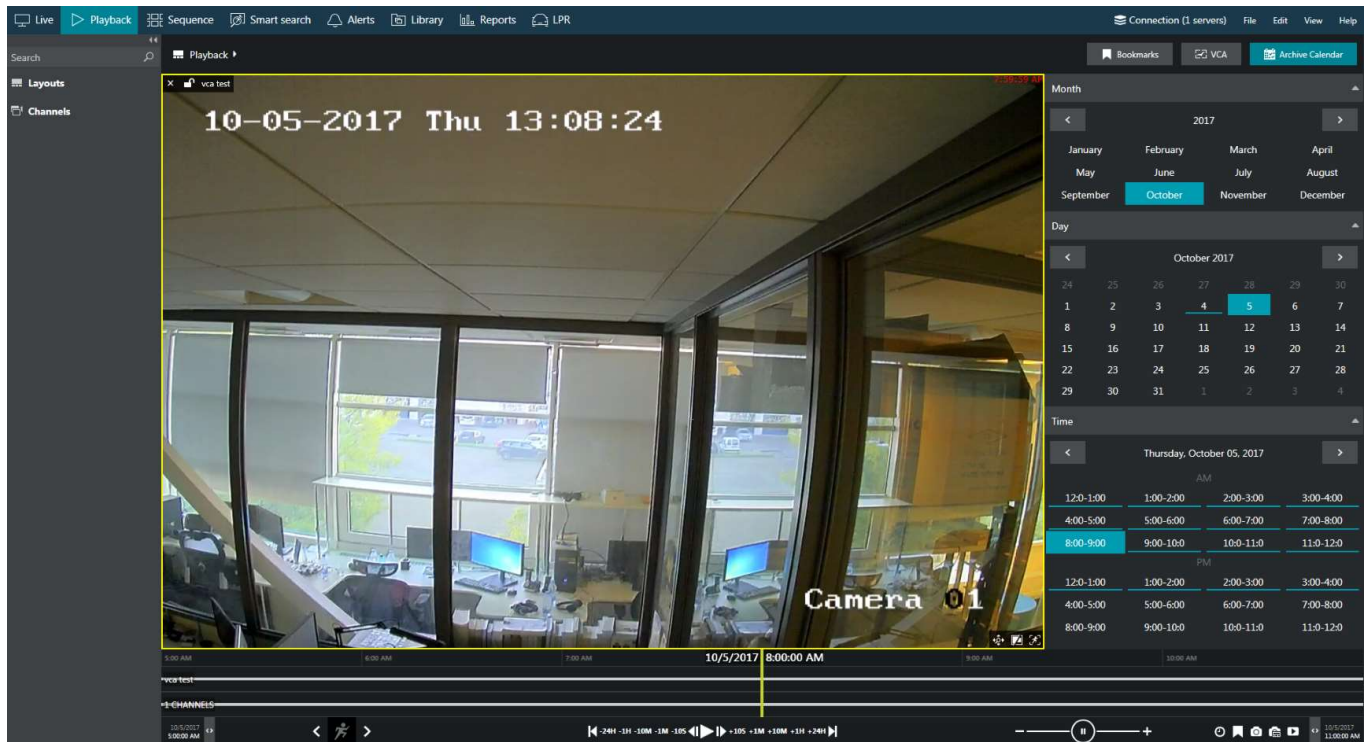 Live Playback Sequence Smart search Alerts Library Reports LPR Connection (1 servers) File Edit View Help
Search Playback Bookmarks VCA Archive Calendar
Layouts
Channels
vca test
10-05-2017 Thu 13:08:24
Camera 01
Month
2017
January February March April
May June July August
September October November December
Day
October 2017
24 25 26 27 28 29 30
1 2 3 4 5 6 7
8 9 10 11 12 13 14
15 16 17 18 19 20 21
22 23 24 25 26 27 28
29 30 31 1 2 3 4
Time
Thursday, October 05, 2017
AM
12:0-1:00 1:00-2:00 2:00-3:00 3:00-4:00
4:00-5:00 5:00-6:00 6:00-7:00 7:00-8:00
8:00-9:00 9:00-10:0 10:0-11:0 11:0-12:0
PM
12:0-1:00 1:00-2:00 2:00-3:00 3:00-4:00
4:00-5:00 5:00-6:00 6:00-7:00 7:00-8:00
8:00-9:00 9:00-10:0 10:0-11:0 11:0-12:0
5:00 AM 6:00 AM 7:00 AM 10/5/2017 8:00:00 AM 9:00 AM 10:00 AM
vca test
1 CHANNELS
10/5/2017 -24H -1H -10M -1M -10S +10S +1M +10M +1H +24H 10/5/2017
5:00:00 AM 11:00:00 AM